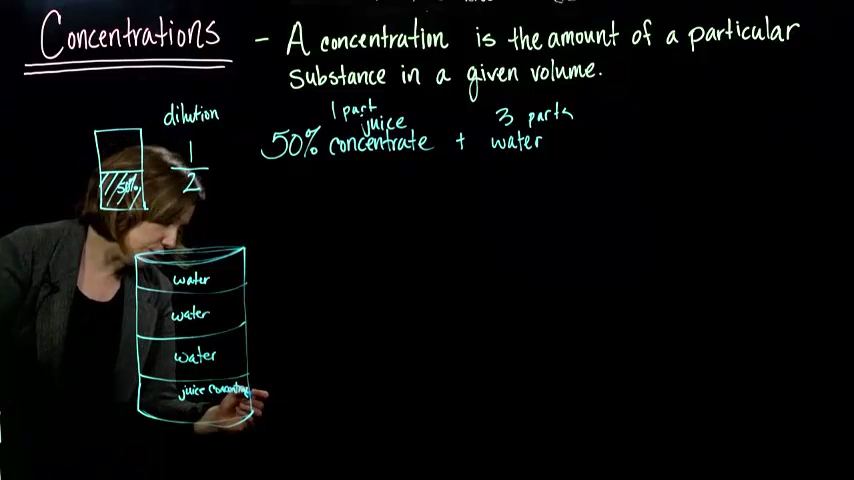 Concentrations - A concentration is the amount of a particular
substance in a given volume.
dilution
1 part
3 parts
juice
50% concentrate + water
1
2
50%
water
water
water
juice